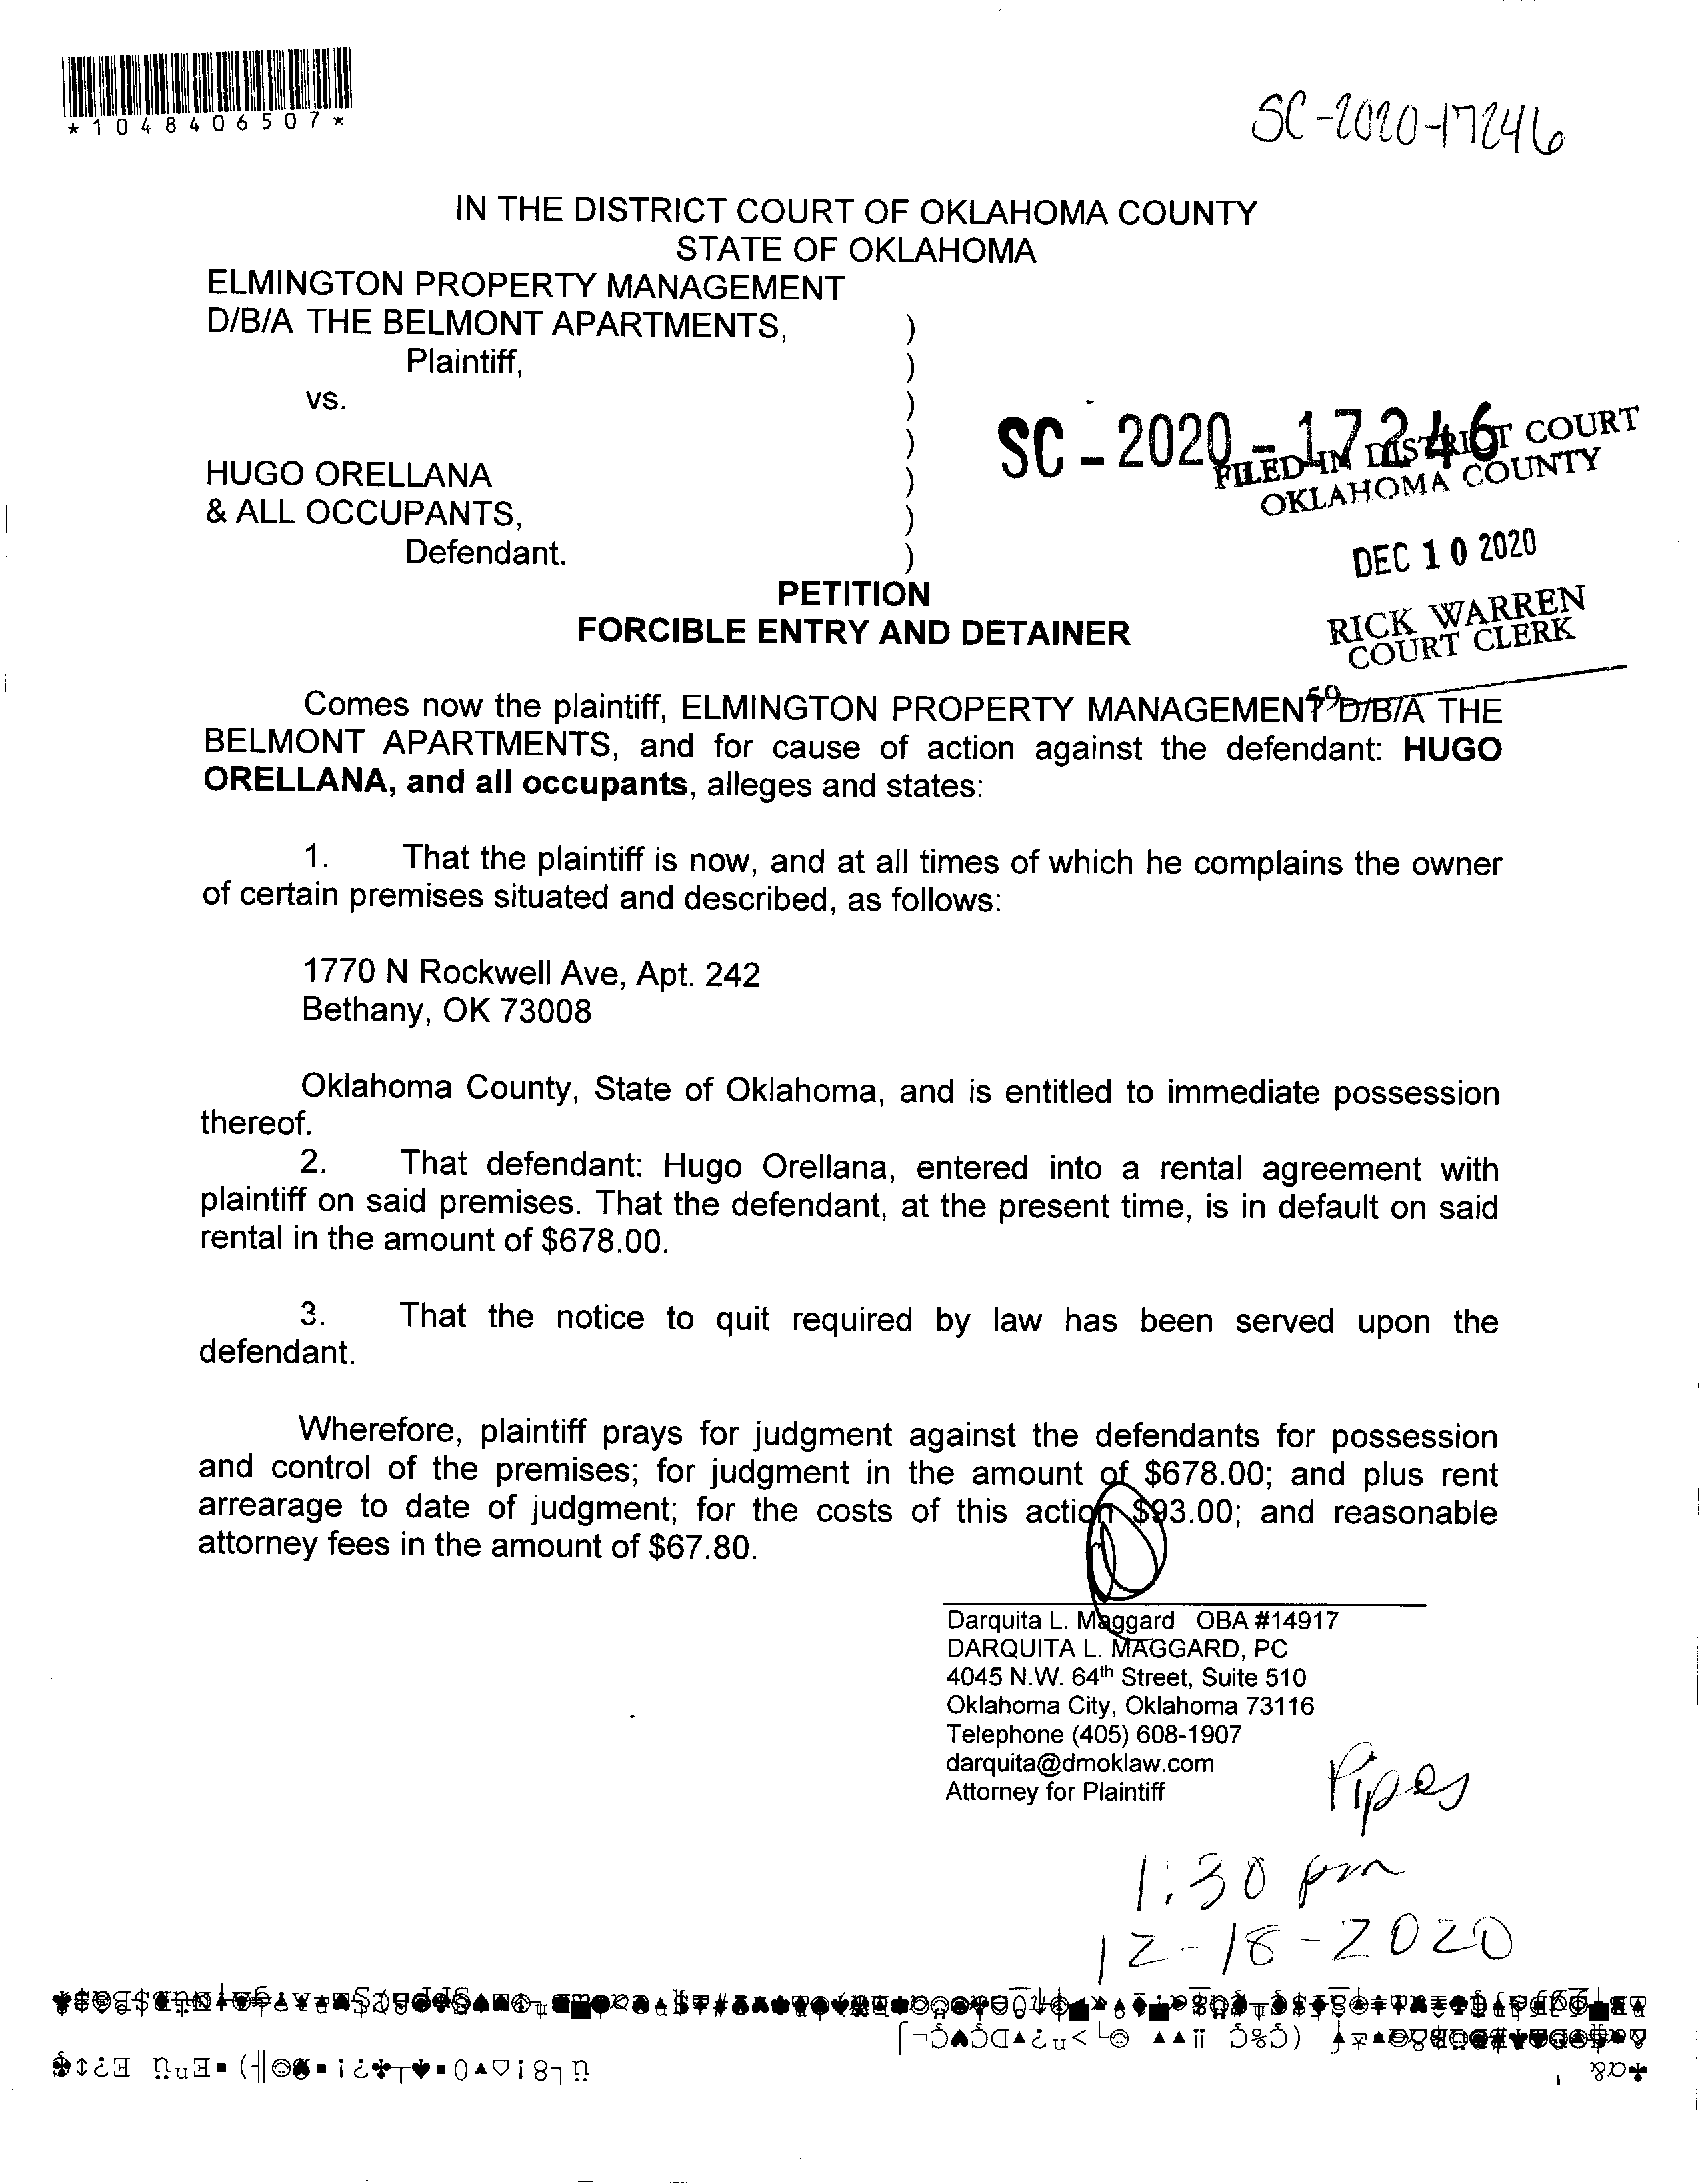 *1048406507*
SC-2020-17246
IN THE DISTRICT COURT OF OKLAHOMA COUNTY
STATE OF OKLAHOMA
ELMINGTON PROPERTY MANAGEMENT
D/B/A THE BELMONT APARTMENTS, )
Plaintiff, )
vs. )
)
HUGO ORELLANA )
& ALL OCCUPANTS, )
Defendant. )
SC - 2020 - 17246
FILED IN DISTRICT COURT
OKLAHOMA COUNTY
DEC 10 2020
RICK WARREN
COURT CLERK
59
PETITION
FORCIBLE ENTRY AND DETAINER
Comes now the plaintiff, ELMINGTON PROPERTY MANAGEMENT D/B/A THE
BELMONT APARTMENTS, and for cause of action against the defendant: HUGO
ORELLANA, and all occupants, alleges and states:
1. That the plaintiff is now, and at all times of which he complains the owner
of certain premises situated and described, as follows:
1770 N Rockwell Ave, Apt. 242
Bethany, OK 73008
Oklahoma County, State of Oklahoma, and is entitled to immediate possession
thereof.
2. That defendant: Hugo Orellana, entered into a rental agreement with
plaintiff on said premises. That the defendant, at the present time, is in default on said
rental in the amount of $678.00.
3. That the notice to quit required by law has been served upon the
defendant.
Wherefore, plaintiff prays for judgment against the defendants for possession
and control of the premises; for judgment in the amount of $678.00; and plus rent
arrearage to date of judgment; for the costs of this action $93.00; and reasonable
attorney fees in the amount of $67.80.
Darquita L. Maggard OBA #14917
DARQUITA L. MAGGARD, PC
4045 N.W. 64th Street, Suite 510
Oklahoma City, Oklahoma 73116
Telephone (405) 608-1907
darquita@dmoklaw.com
Attorney for Plaintiff
Pipes
1:30 pm
12-18-2020